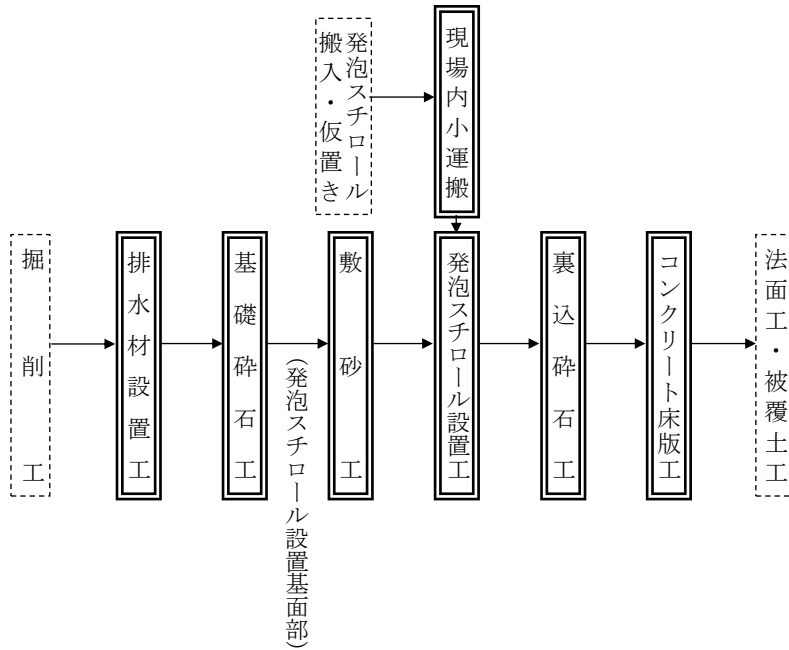 発泡スチロール
搬入・仮置き
現場内小運搬
掘削工
排水材設置工
基礎砕石工
(発泡スチロール設置基面部)
敷砂工
発泡スチロール設置工
裏込砕石工
コンクリート床版工
法面工・被覆土工